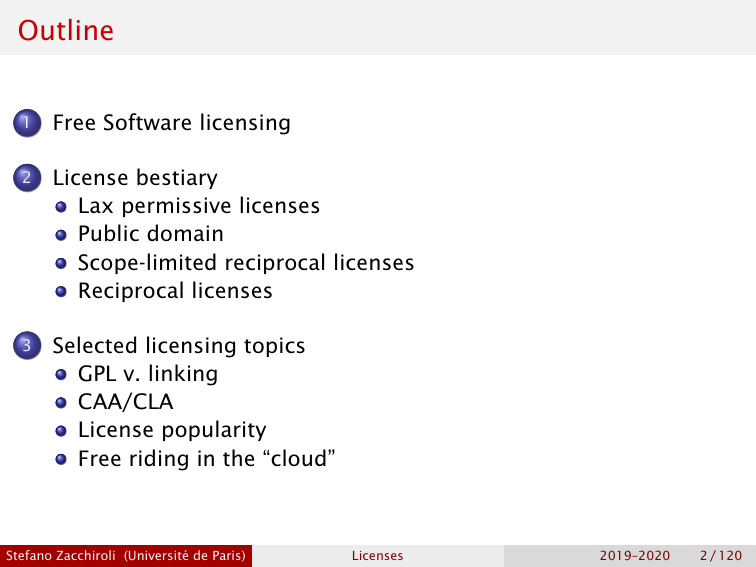 Outline
1 Free Software licensing
2 License bestiary
Lax permissive licenses
Public domain
Scope-limited reciprocal licenses
Reciprocal licenses
3 Selected licensing topics
GPL v. linking
CAA/CLA
License popularity
Free riding in the “cloud”
Stefano Zacchiroli (Université de Paris) Licenses 2019–2020 2 / 120